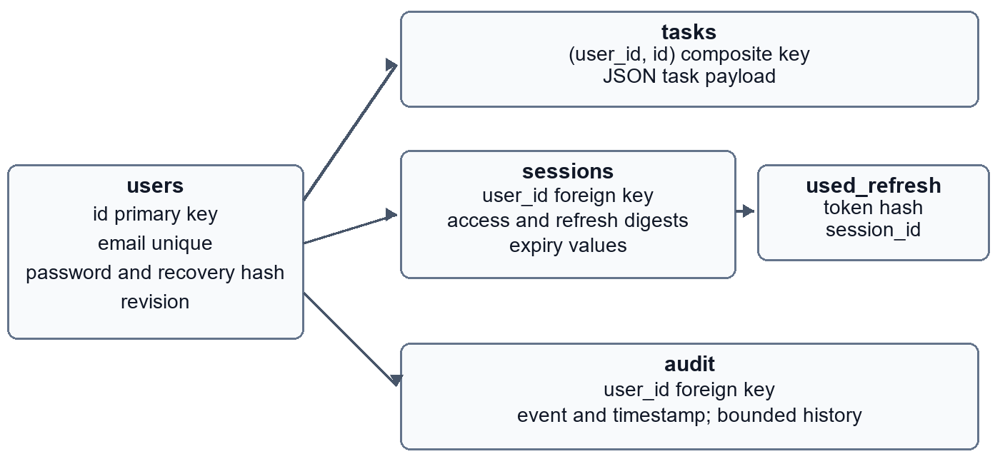 tasks
(user_id, id) composite key
JSON task payload
users
id primary key
email unique
password and recovery hash
revision
sessions
user_id foreign key
access and refresh digests
expiry values
used_refresh
token hash
session_id
audit
user_id foreign key
event and timestamp; bounded history